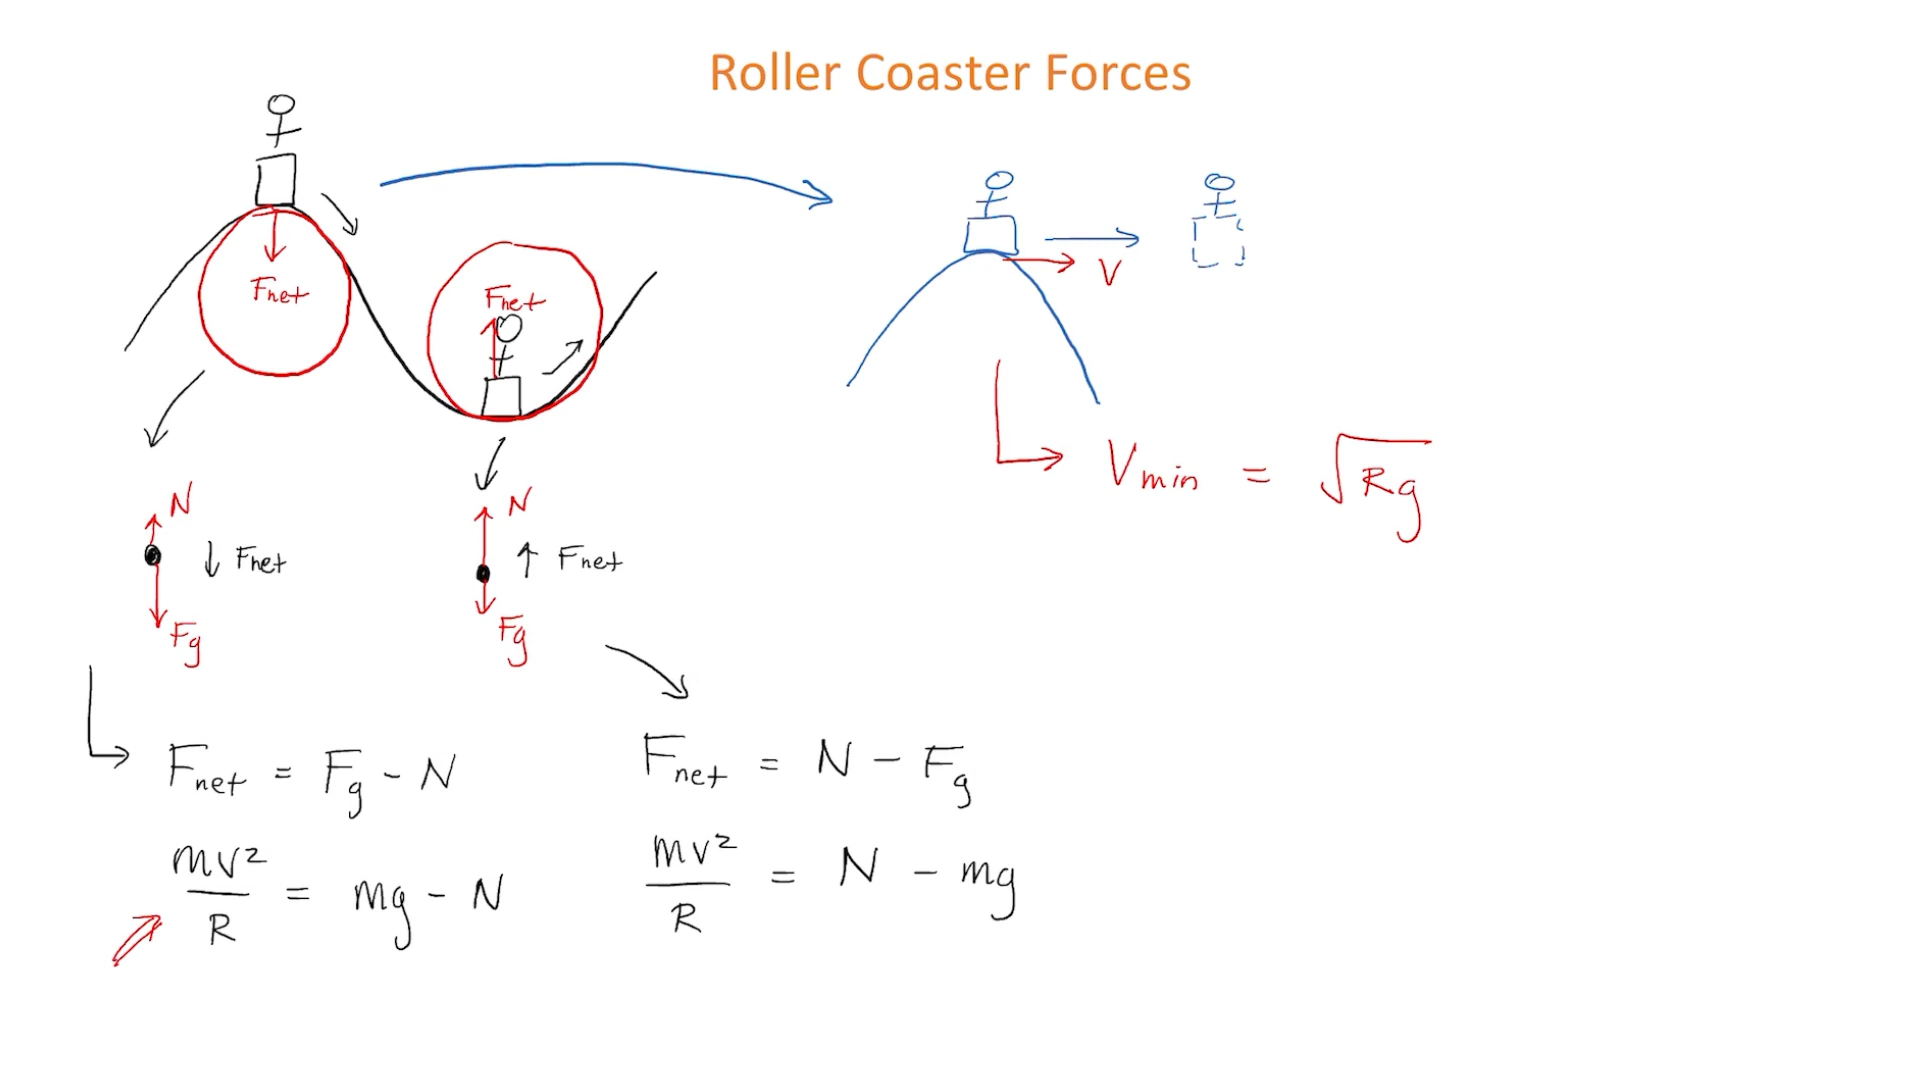 Roller Coaster Forces
Fnet
Fnet
V
Vmin = √Rg
N
↓ Fnet
Fg
N
↑ Fnet
Fg
Fnet = Fg - N
mv²/R = mg - N
Fnet = N - Fg
mv²/R = N - mg